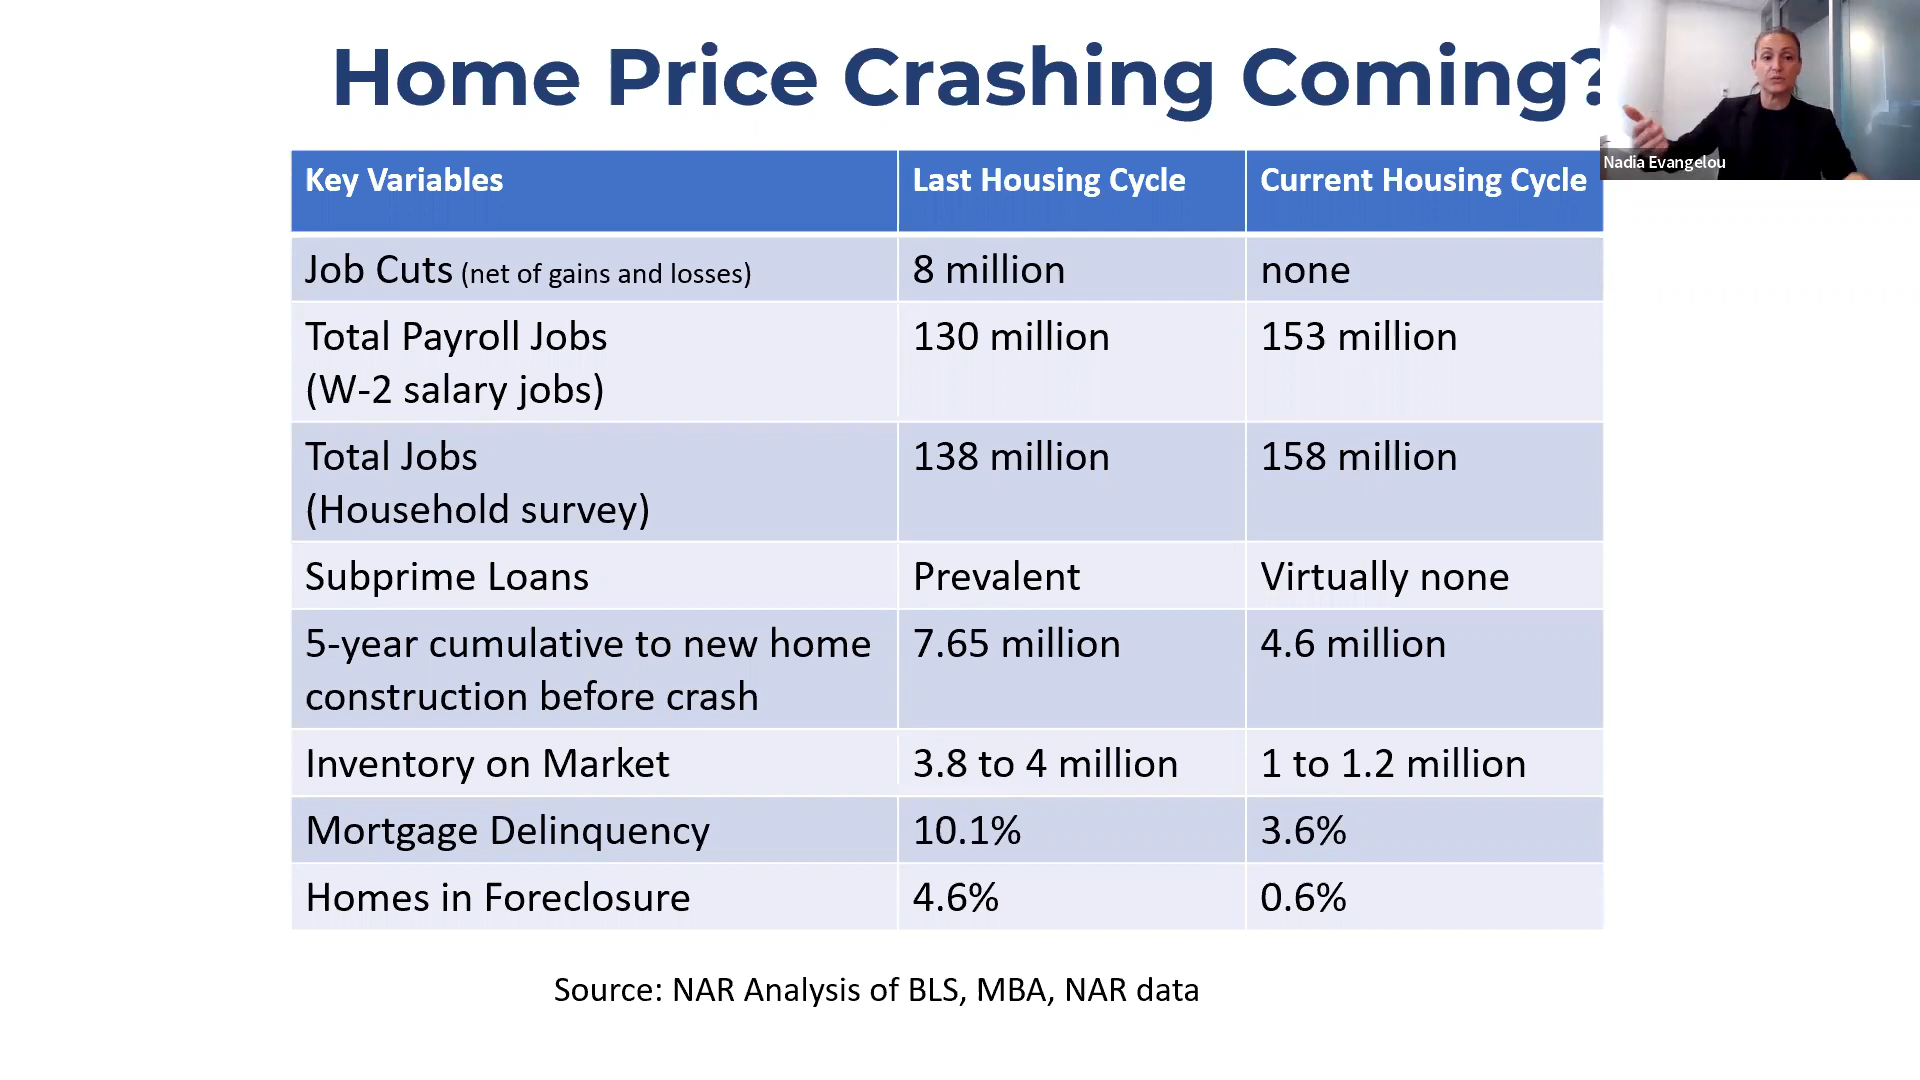 Home Price Crashing Coming?
Nadia Evangelou
Key Variables Last Housing Cycle Current Housing Cycle
Job Cuts (net of gains and losses) 8 million none
Total Payroll Jobs 130 million 153 million
(W-2 salary jobs)
Total Jobs 138 million 158 million
(Household survey)
Subprime Loans Prevalent Virtually none
5-year cumulative to new home 7.65 million 4.6 million
construction before crash
Inventory on Market 3.8 to 4 million 1 to 1.2 million
Mortgage Delinquency 10.1% 3.6%
Homes in Foreclosure 4.6% 0.6%
Source: NAR Analysis of BLS, MBA, NAR data